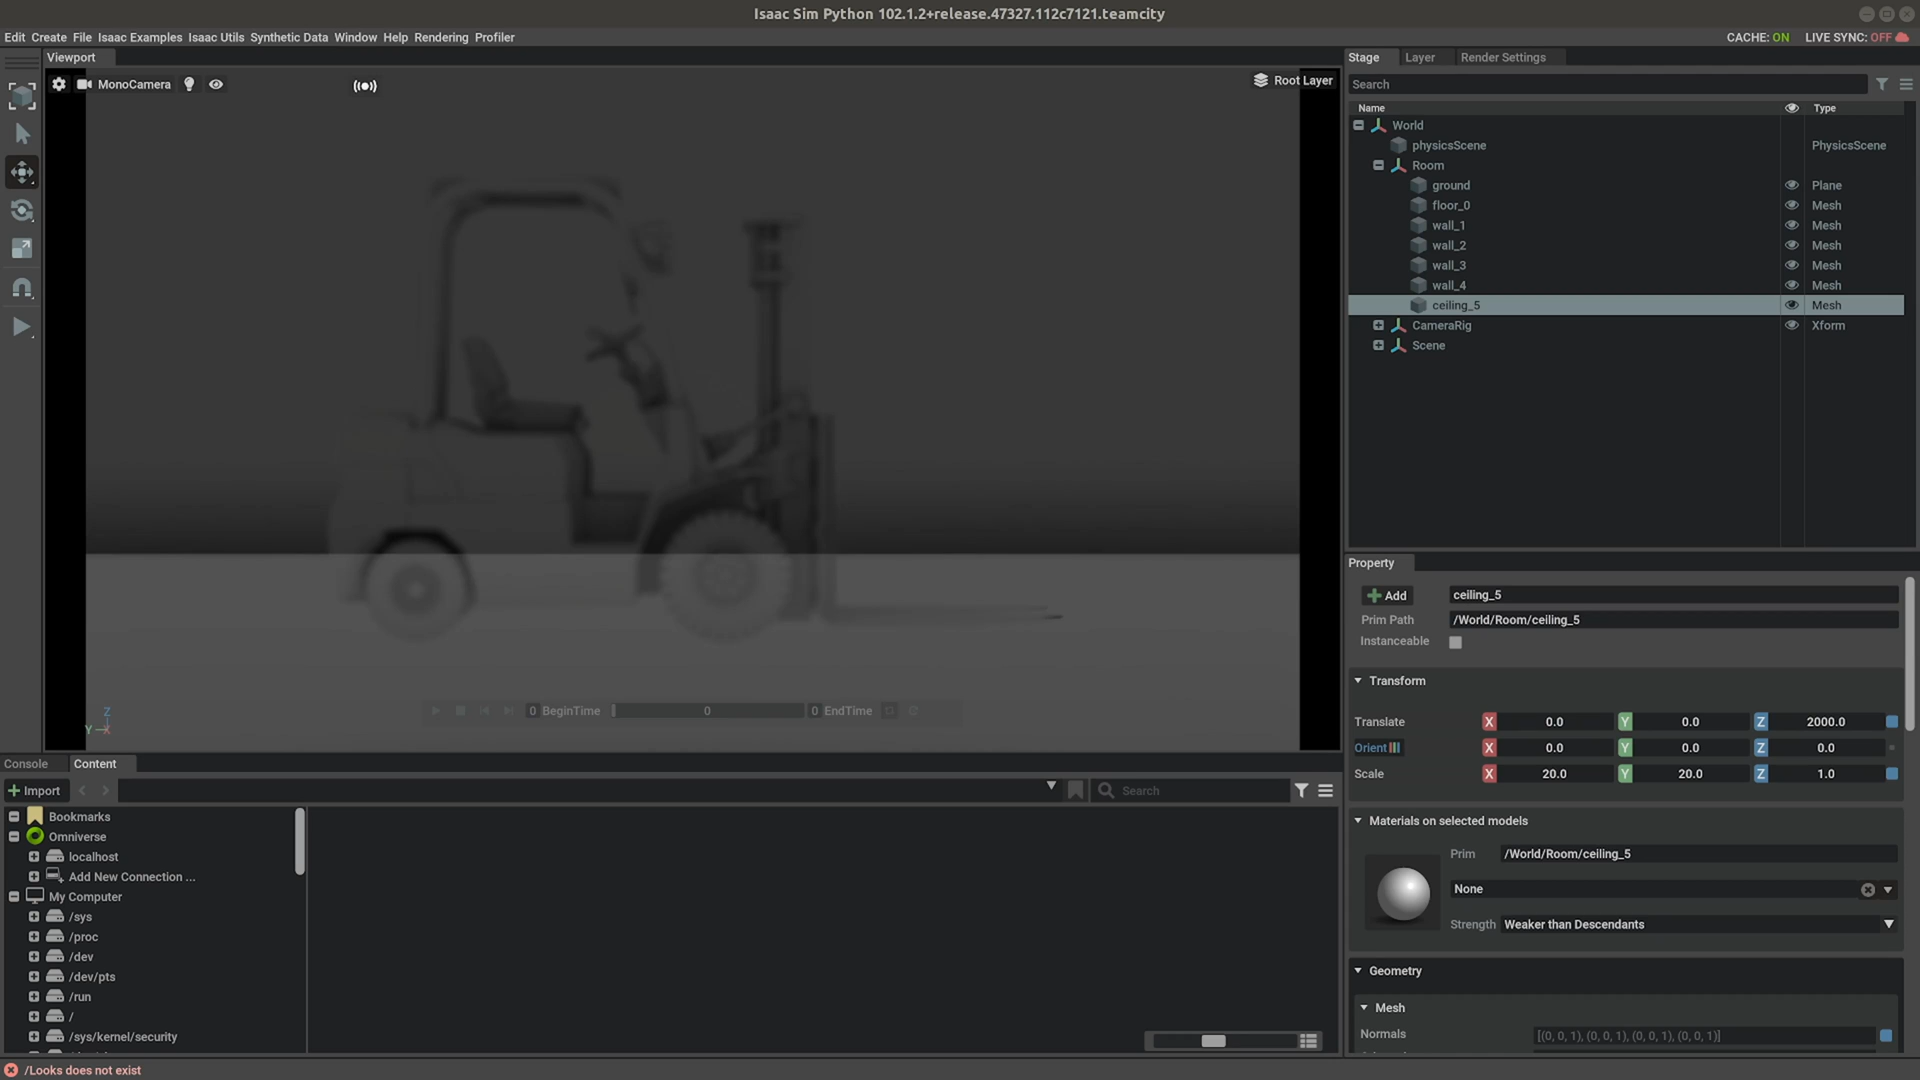 Isaac Sim Python 102.1.2+release.47327.112c7121.teamcity
Edit Create File Isaac Examples Isaac Utils Synthetic Data Window Help Rendering Profiler
CACHE: ON LIVE SYNC: OFF
Viewport
MonoCamera
Root Layer
Z
Y X
0 BeginTime 0 0 EndTime
Stage Layer Render Settings
Search
Name Type
World
physicsScene PhysicsScene
Room
ground Plane
floor_0 Mesh
wall_1 Mesh
wall_2 Mesh
wall_3 Mesh
wall_4 Mesh
ceiling_5 Mesh
CameraRig Xform
Scene
Property
Add ceiling_5
Prim Path /World/Room/ceiling_5
Instanceable
Transform
Translate X 0.0 Y 0.0 Z 2000.0
Orient X 0.0 Y 0.0 Z 0.0
Scale X 20.0 Y 20.0 Z 1.0
Materials on selected models
Prim /World/Room/ceiling_5
None
Strength Weaker than Descendants
Geometry
Mesh
Normals [(0, 0, 1), (0, 0, 1), (0, 0, 1), (0, 0, 1)]
Console Content
Import Search
Bookmarks
Omniverse
localhost
Add New Connection ...
My Computer
/sys
/proc
/dev
/dev/pts
/run
/
/sys/kernel/security
/Looks does not exist